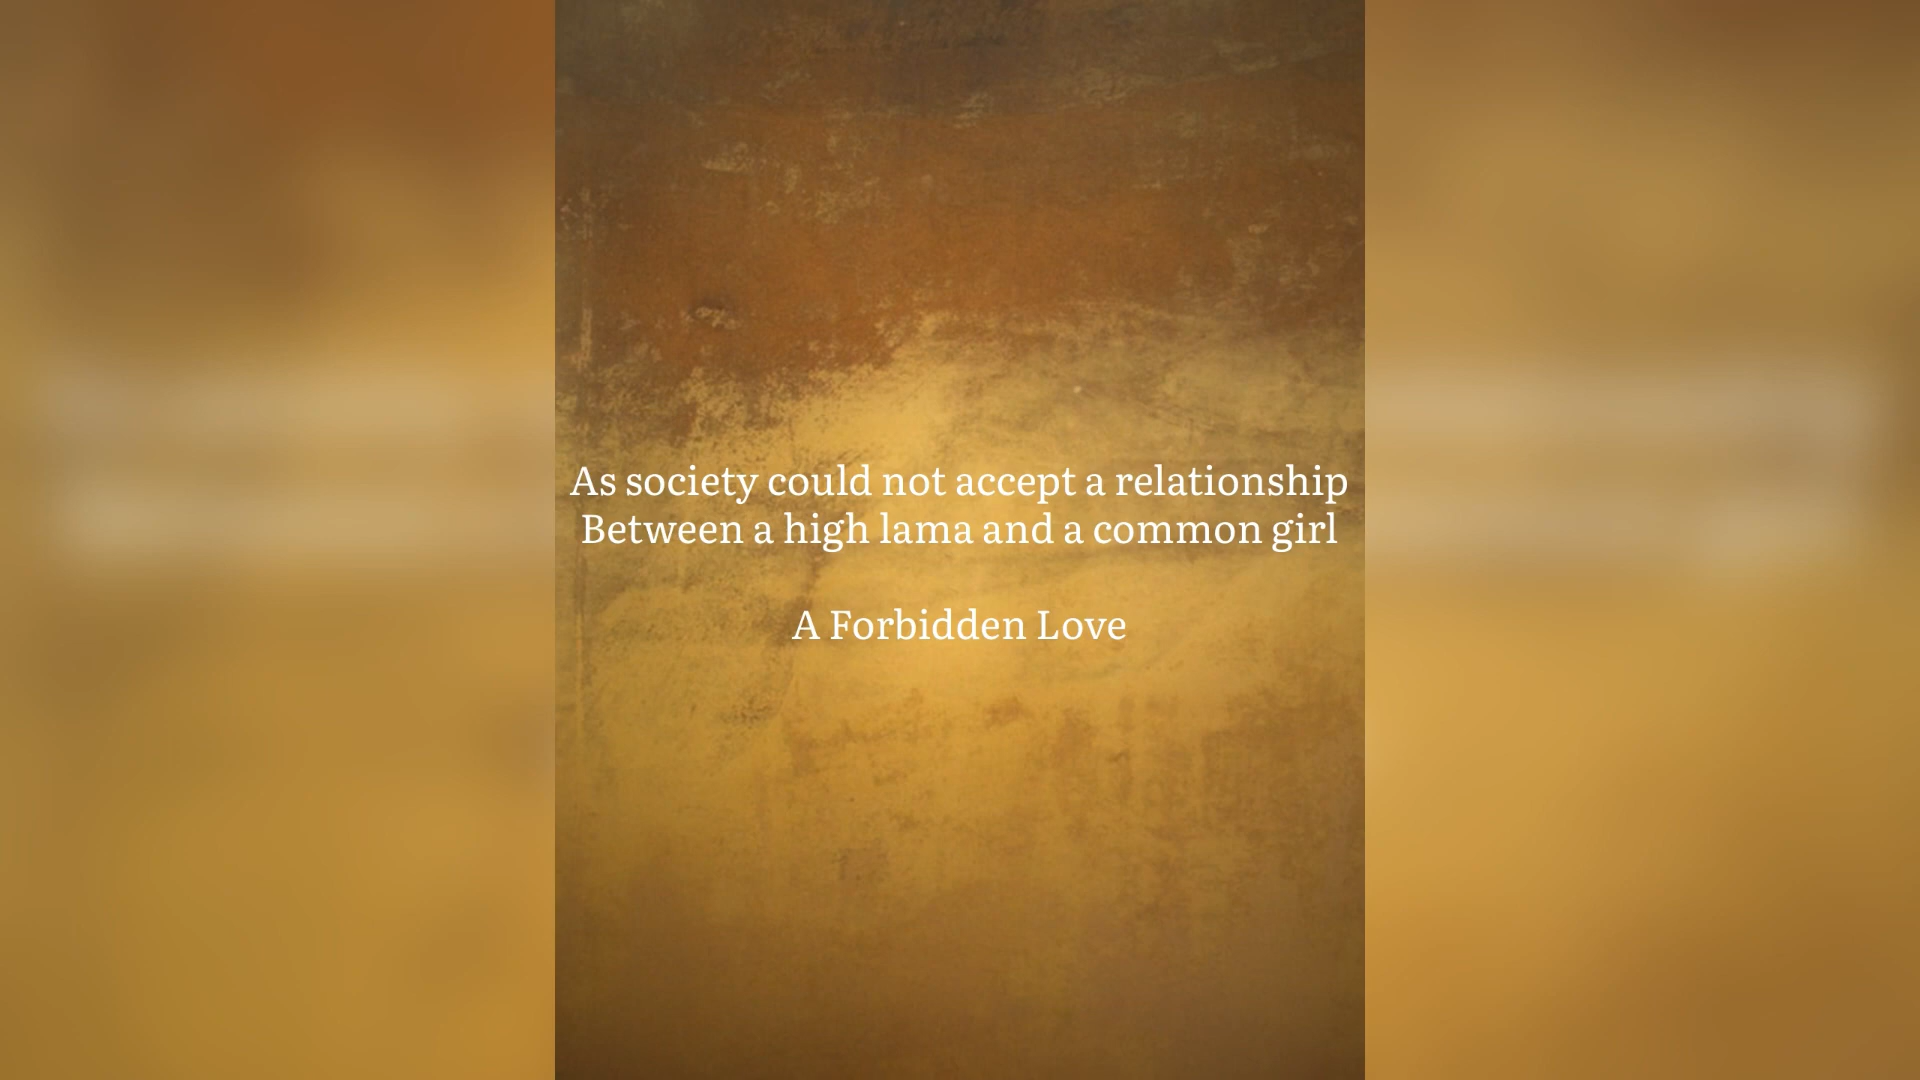 As society could not accept a relationship
Between a high lama and a common girl
A Forbidden Love